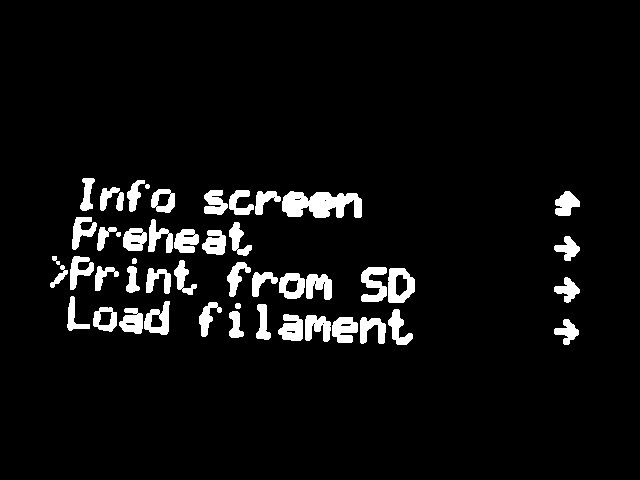 Info screen ↑
Preheat →
>Print from SD →
Load filament →